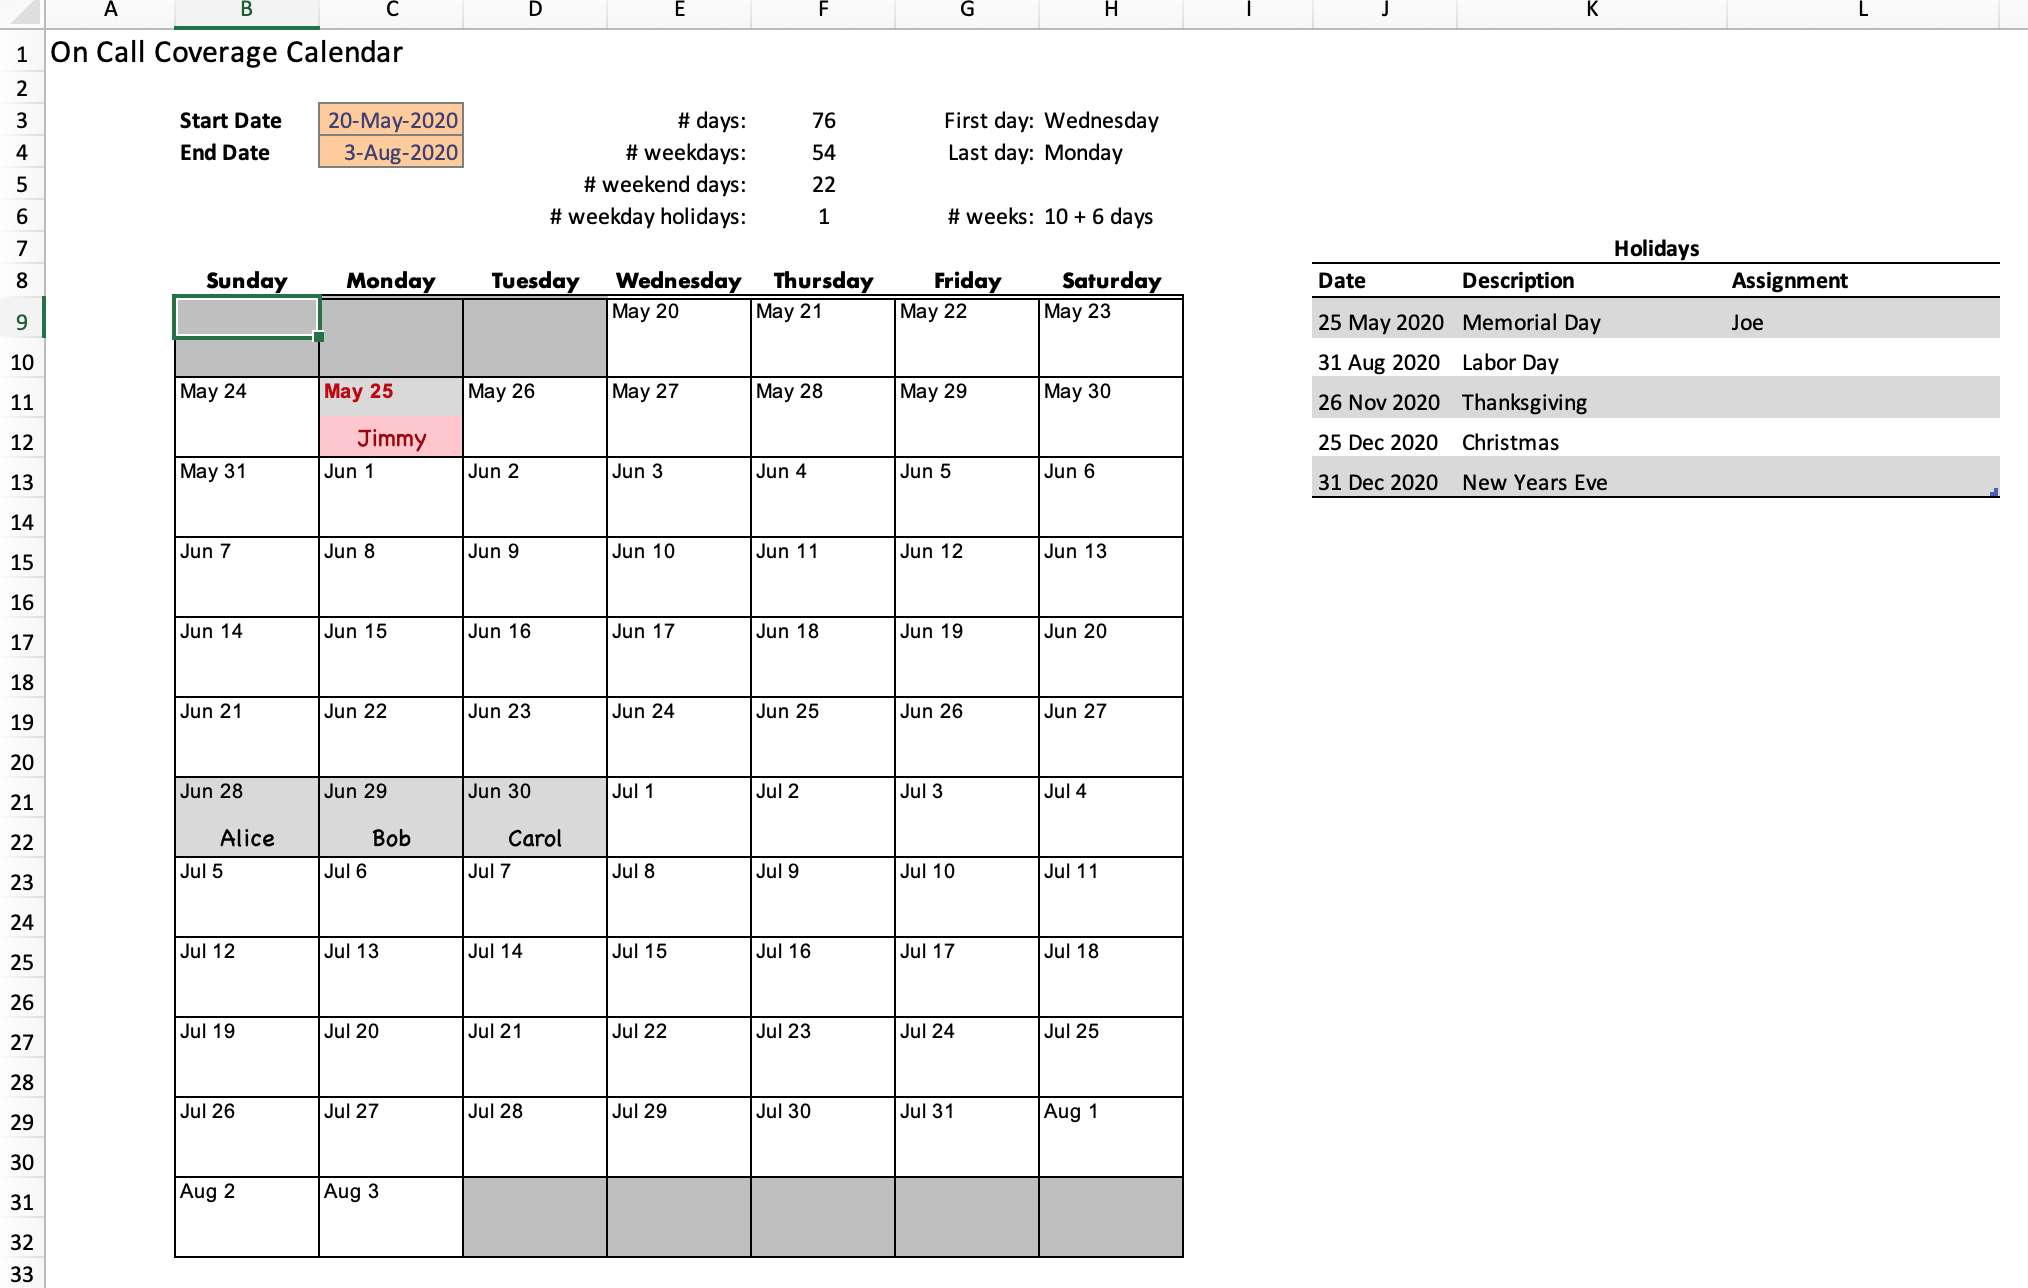 A B C D E F G H I J K L
1 On Call Coverage Calendar
2
3 Start Date 20-May-2020 # days: 76 First day: Wednesday
4 End Date 3-Aug-2020 # weekdays: 54 Last day: Monday
5 # weekend days: 22
6 # weekday holidays: 1 # weeks: 10 + 6 days
7 Holidays
8 Sunday Monday Tuesday Wednesday Thursday Friday Saturday Date Description Assignment
9 May 20 May 21 May 22 May 23 25 May 2020 Memorial Day Joe
10 31 Aug 2020 Labor Day
11 May 24 May 25 May 26 May 27 May 28 May 29 May 30 26 Nov 2020 Thanksgiving
12 Jimmy 25 Dec 2020 Christmas
13 May 31 Jun 1 Jun 2 Jun 3 Jun 4 Jun 5 Jun 6 31 Dec 2020 New Years Eve
14
15 Jun 7 Jun 8 Jun 9 Jun 10 Jun 11 Jun 12 Jun 13
16
17 Jun 14 Jun 15 Jun 16 Jun 17 Jun 18 Jun 19 Jun 20
18
19 Jun 21 Jun 22 Jun 23 Jun 24 Jun 25 Jun 26 Jun 27
20
21 Jun 28 Jun 29 Jun 30 Jul 1 Jul 2 Jul 3 Jul 4
22 Alice Bob Carol
23 Jul 5 Jul 6 Jul 7 Jul 8 Jul 9 Jul 10 Jul 11
24
25 Jul 12 Jul 13 Jul 14 Jul 15 Jul 16 Jul 17 Jul 18
26
27 Jul 19 Jul 20 Jul 21 Jul 22 Jul 23 Jul 24 Jul 25
28
29 Jul 26 Jul 27 Jul 28 Jul 29 Jul 30 Jul 31 Aug 1
30
31 Aug 2 Aug 3
32
33